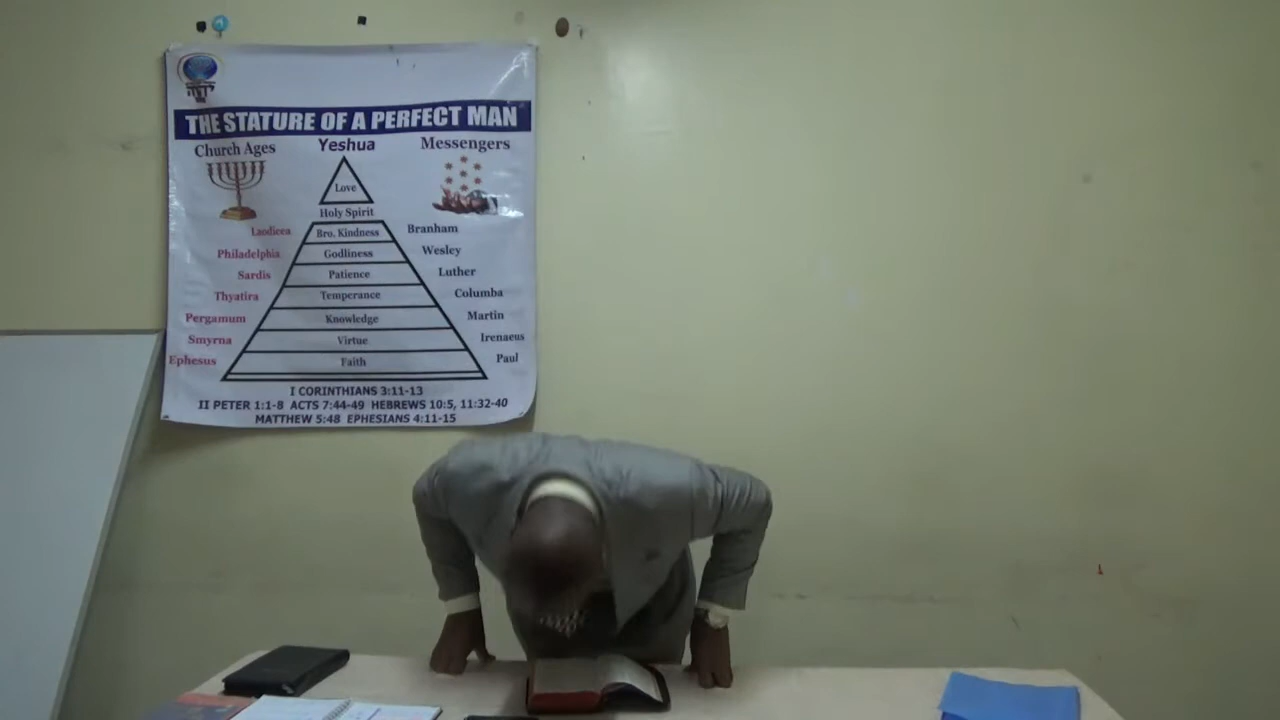 יהוה
THE STATURE OF A PERFECT MAN
Church Ages Yeshua Messengers
Love
Holy Spirit
Laodicea Bro. Kindness Branham
Philadelphia Godliness Wesley
Sardis Patience Luther
Thyatira Temperance Columba
Pergamum Knowledge Martin
Smyrna Virtue Irenaeus
Ephesus Faith Paul
I CORINTHIANS 3:11-13
II PETER 1:1-8 ACTS 7:44-49 HEBREWS 10:5, 11:32-40
MATTHEW 5:48 EPHESIANS 4:11-15